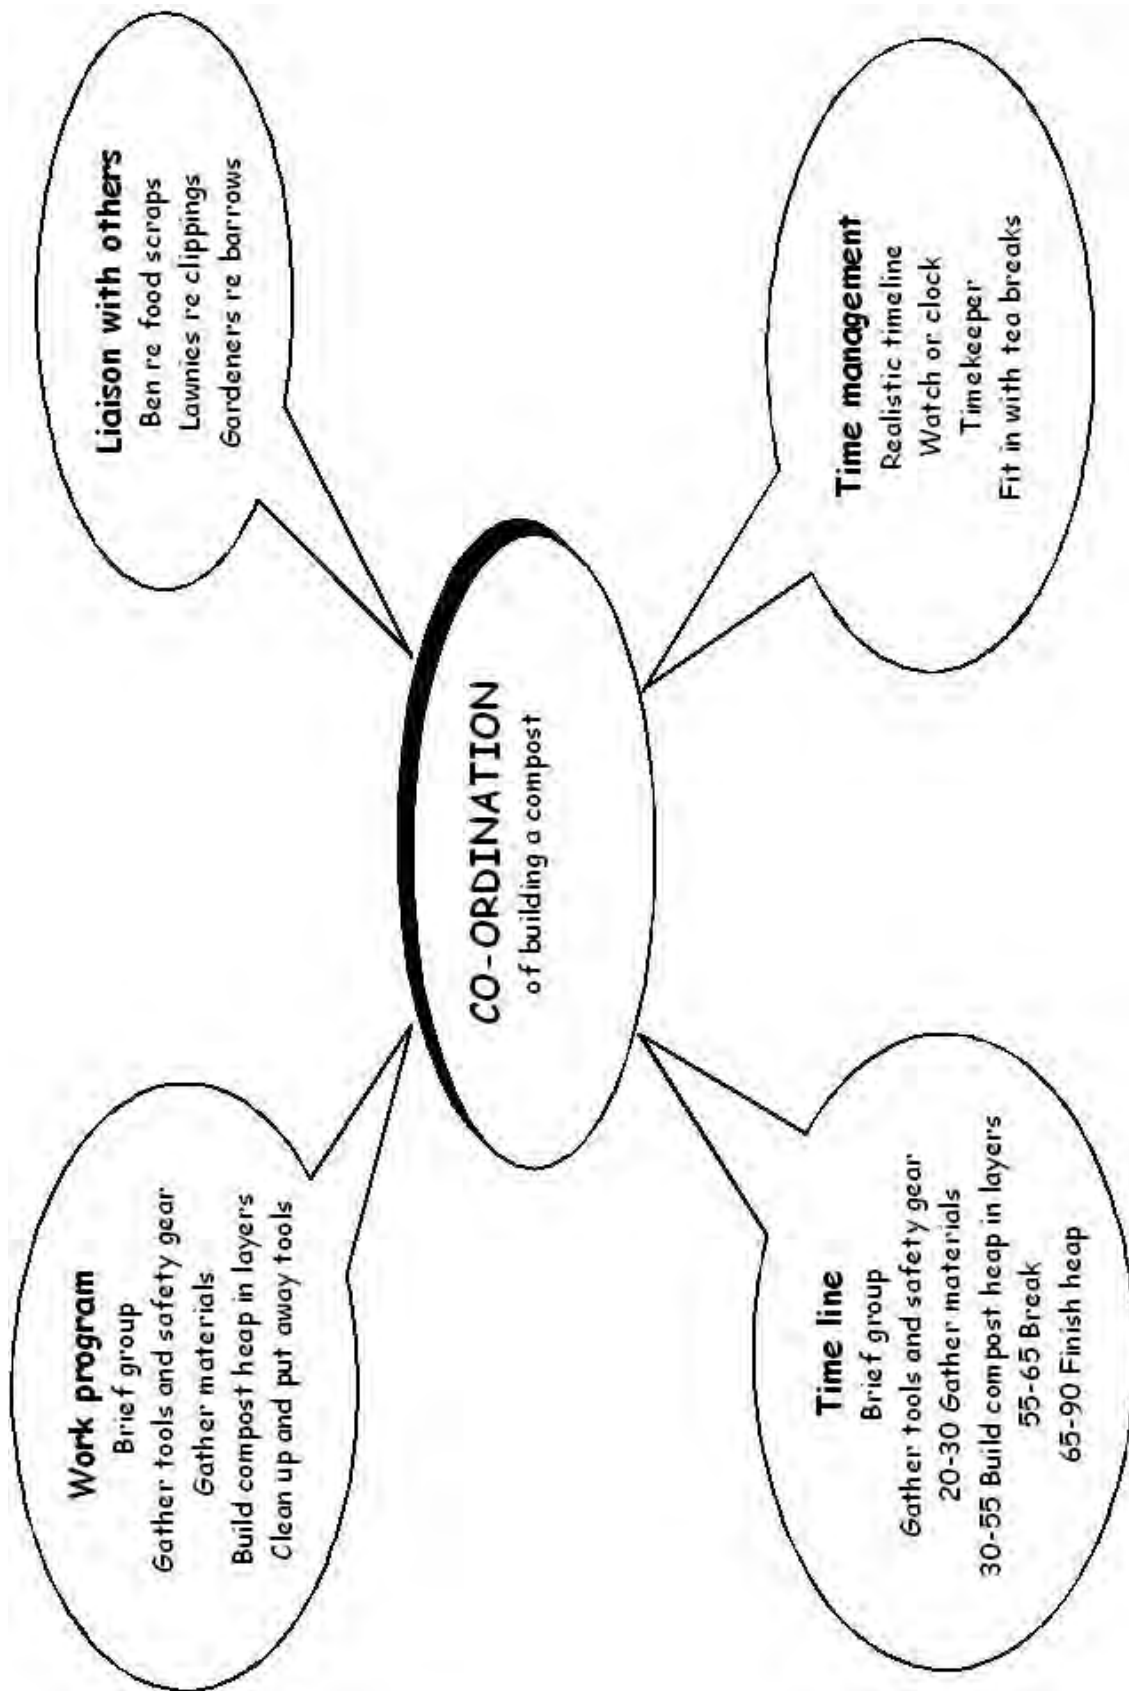 Work program
Brief group
Gather tools and safety gear
Gather materials
Build compost heap in layers
Clean up and put away tools
Liaison with others
Ben re food scraps
Lawnies re clippings
Gardeners re barrows
CO-ORDINATION
of building a compost
Time line
Brief group
Gather tools and safety gear
20-30 Gather materials
30-55 Build compost heap in layers
55-65 Break
65-90 Finish heap
Time management
Realistic timeline
Watch or clock
Timekeeper
Fit in with tea breaks